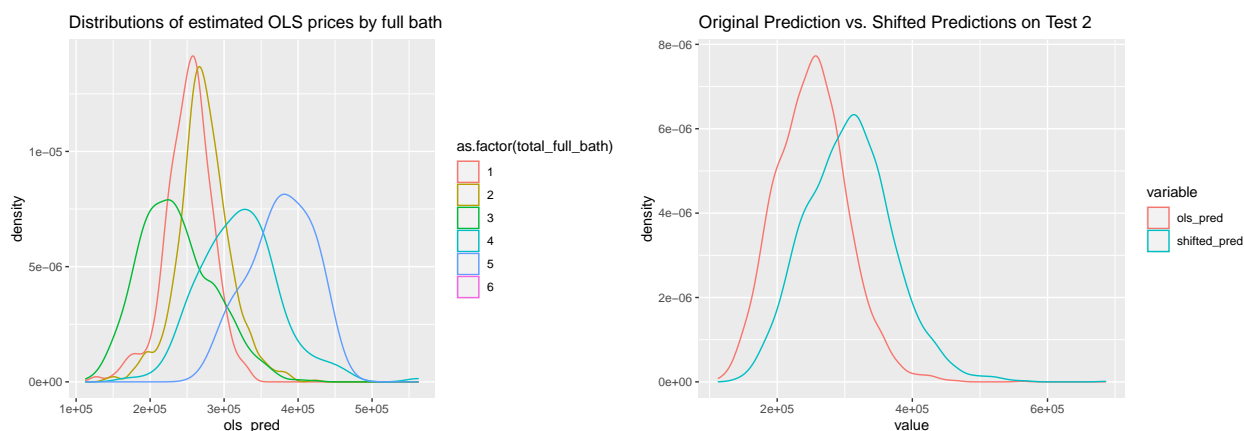 Distributions of estimated OLS prices by full bath
density
1e−05
5e−06
0e+00
1e+05
2e+05
3e+05
4e+05
5e+05
ols_pred
as.factor(total_full_bath)
1
2
3
4
5
6
Original Prediction vs. Shifted Predictions on Test 2
density
8e−06
6e−06
4e−06
2e−06
0e+00
2e+05
4e+05
6e+05
value
variable
ols_pred
shifted_pred